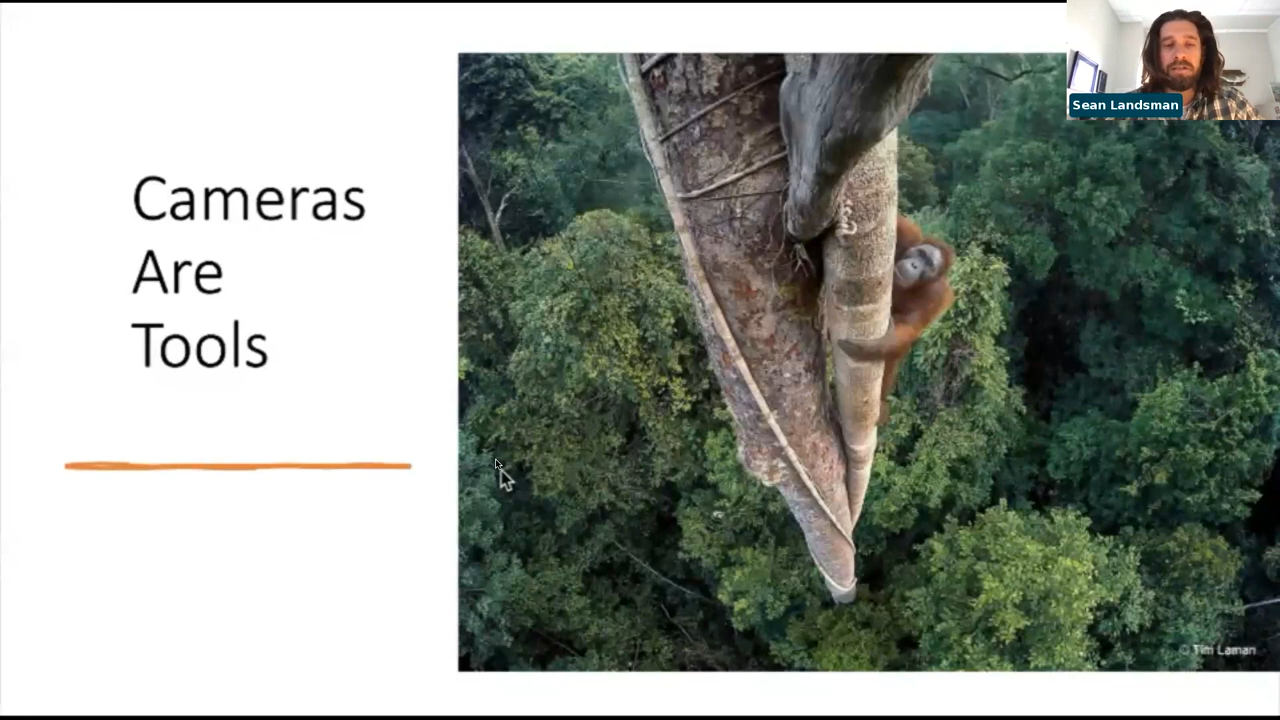 Sean Landsman
Cameras
Are
Tools
© Tim Laman